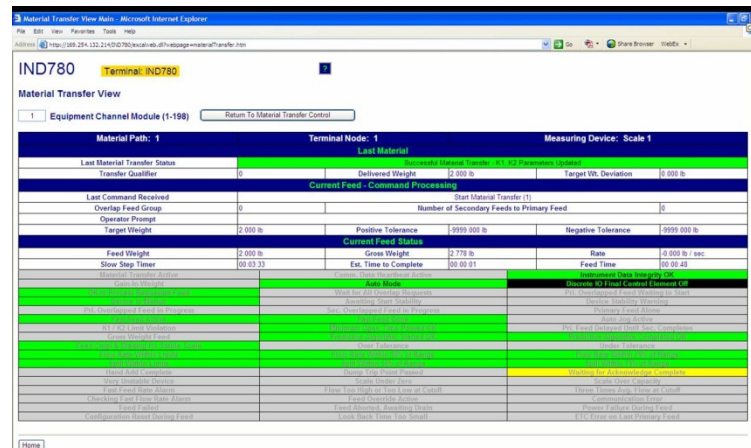 Material Transfer View Main - Microsoft Internet Explorer
File Edit View Favorites Tools Help
Address http://169.254.132.214/IND780/excalweb.dll?webpage=materialTransfer.htm Go Share Browser WebEx
IND780 Terminal: IND780 ?
Material Transfer View
1 Equipment Channel Module (1-198) Return To Material Transfer Control
Material Path: 1 Terminal Node: 1 Measuring Device: Scale 1
Last Material
Last Material Transfer Status Successful Material Transfer - K1, K2 Parameters Updated
Transfer Qualifier 0 Delivered Weight 2.000 lb Target Wt. Deviation 0.000 lb
Current Feed - Command Processing
Last Command Received Start Material Transfer (1)
Overlap Feed Group 0 Number of Secondary Feeds to Primary Feed 0
Operator Prompt
Target Weight 2.000 lb Positive Tolerance -9999.000 lb Negative Tolerance -9999.000 lb
Current Feed Status
Feed Weight 2.000 lb Gross Weight 2.778 lb Rate -0.000 lb / sec
Slow Step Timer 00:03:33 Est. Time to Complete 00:00:01 Feed Time 00:00:48
Material Transfer Active Comm. Data Heartbeat Active Instrument Data Integrity OK
Gain In Weight Auto Mode Discrete IO Final Control Element Off
Wait for All Overlap Requests Pri. Overlapped Feed Waiting to Start
Awaiting Start Stability Device Stability Warning
Pri. Overlapped Feed In Progress Sec. Overlapped Feed In Progress Primary Feed Alone
Auto Jog Active
K1 / K2 Limit Violation Pri. Feed Delayed Until Sec. Completes
Gross Weight Feed
Over Tolerance Under Tolerance
Hand Add Complete Dump Trip Point Passed Waiting for Acknowledge Complete
Very Unstable Device Scale Under Zero Scale Over Capacity
Fast Feed Rate Alarm Flow Too High or Too Low at Cutoff Three Times Avg. Flow at Cutoff
Checking Fast Flow Rate Alarm Feed Override Active Communication Error
Feed Failed Feed Aborted, Awaiting Drain Power Failure During Feed
Configuration Reset During Feed Look Back Time Too Small ETC Error on Last Primary Feed
Home